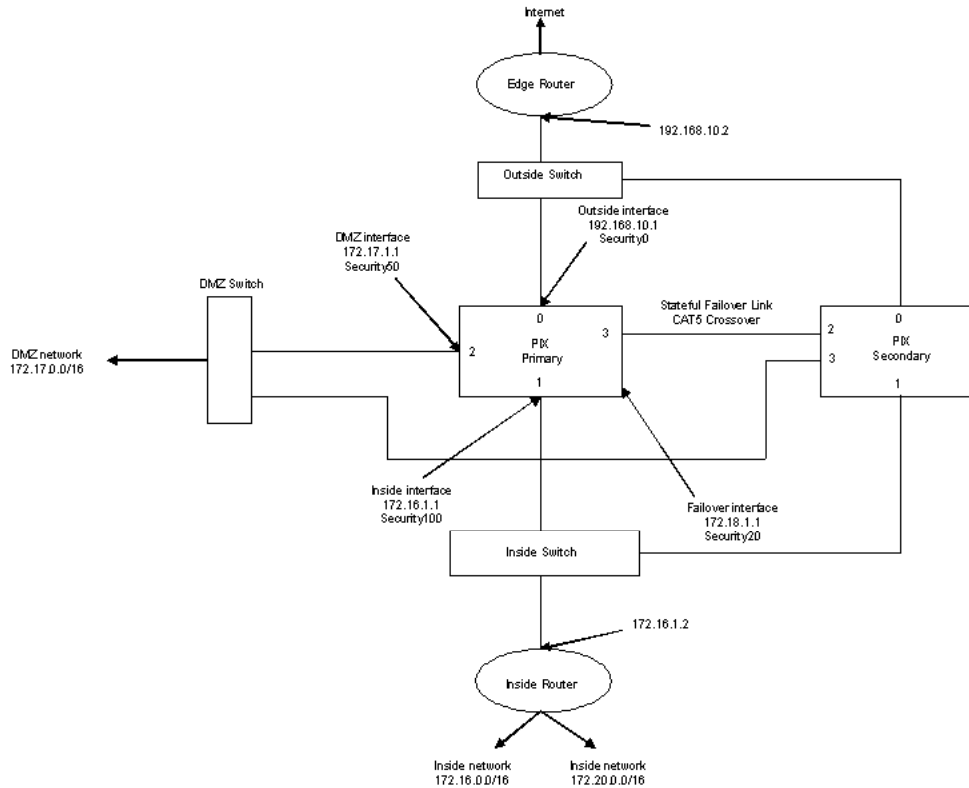 Internet
Edge Router
192.168.10.2
Outside Switch
Outside interface
192.168.10.1
Security0
DMZ interface
172.17.1.1
Security50
DMZ Switch
Stateful Failover Link
CAT5 Crossover
0
3
2
PIX
Primary
1
0
2
PIX
3
Secondary
1
DMZ network
172.17.0.0/16
Inside interface
172.16.1.1
Security100
Failover interface
172.18.1.1
Security20
Inside Switch
172.16.1.2
Inside Router
Inside network
172.16.0.0/16
Inside network
172.20.0.0/16